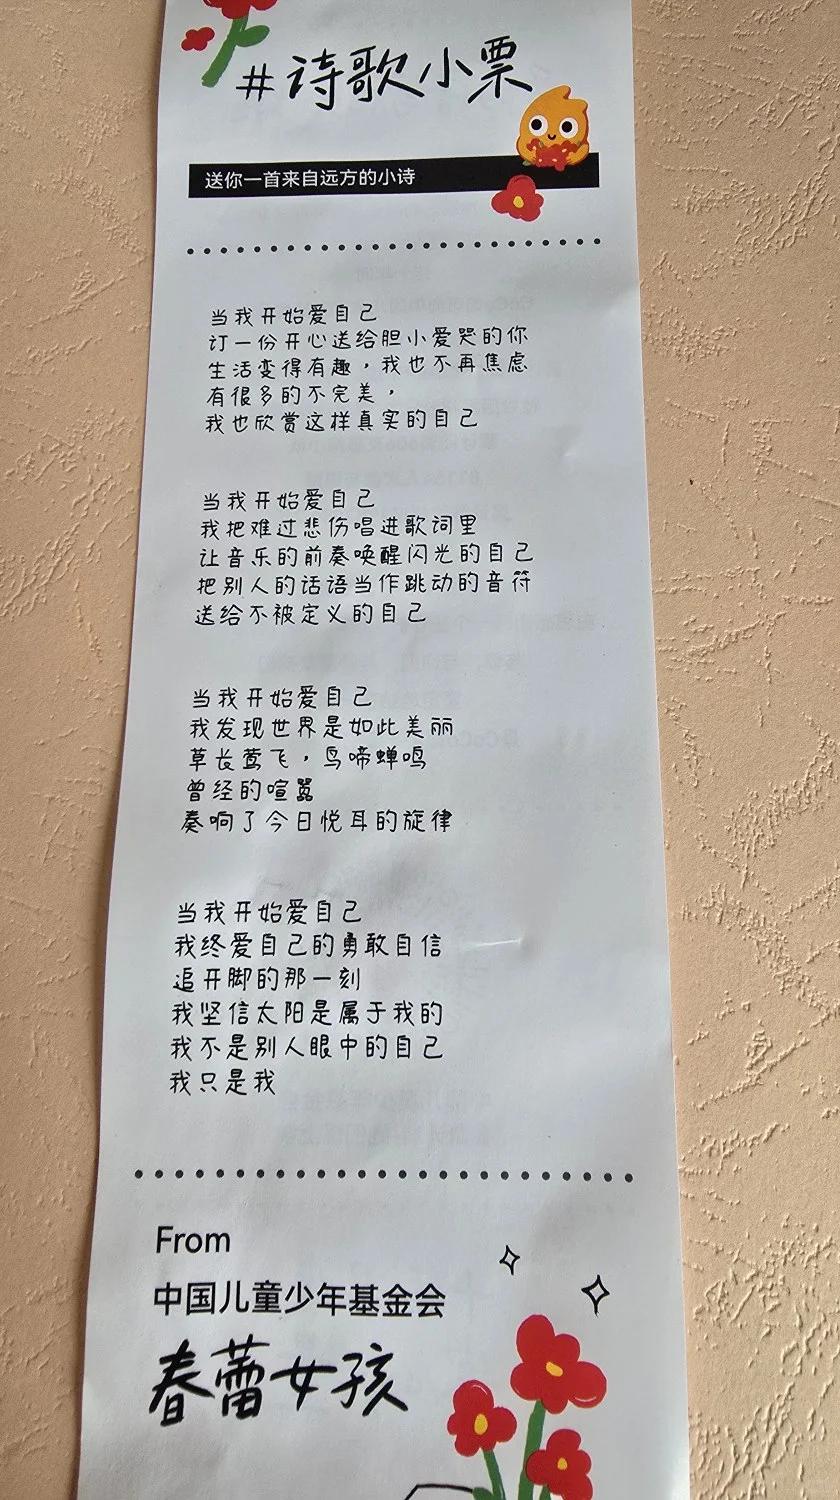 #诗歌小票
送你一首来自远方的小诗
当我开始爱自己
订一份开心送给胆小爱哭的你
生活变得有趣，我也不再焦虑
有很多的不完美，
我也欣赏这样真实的自己
当我开始爱自己
我把难过悲伤唱进歌词里
让音乐的前奏唤醒闪光的自己
把别人的话语当作跳动的音符
送给不被定义的自己
当我开始爱自己
我发现世界是如此美丽
草长莺飞，鸟啼蝉鸣
曾经的喧嚣
奏响了今日悦耳的旋律
当我开始爱自己
我终爱自己的勇敢自信
追开脚的那一刻
我坚信太阳是属于我的
我不是别人眼中的自己
我只是我
From
中国儿童少年基金会
春蕾女孩